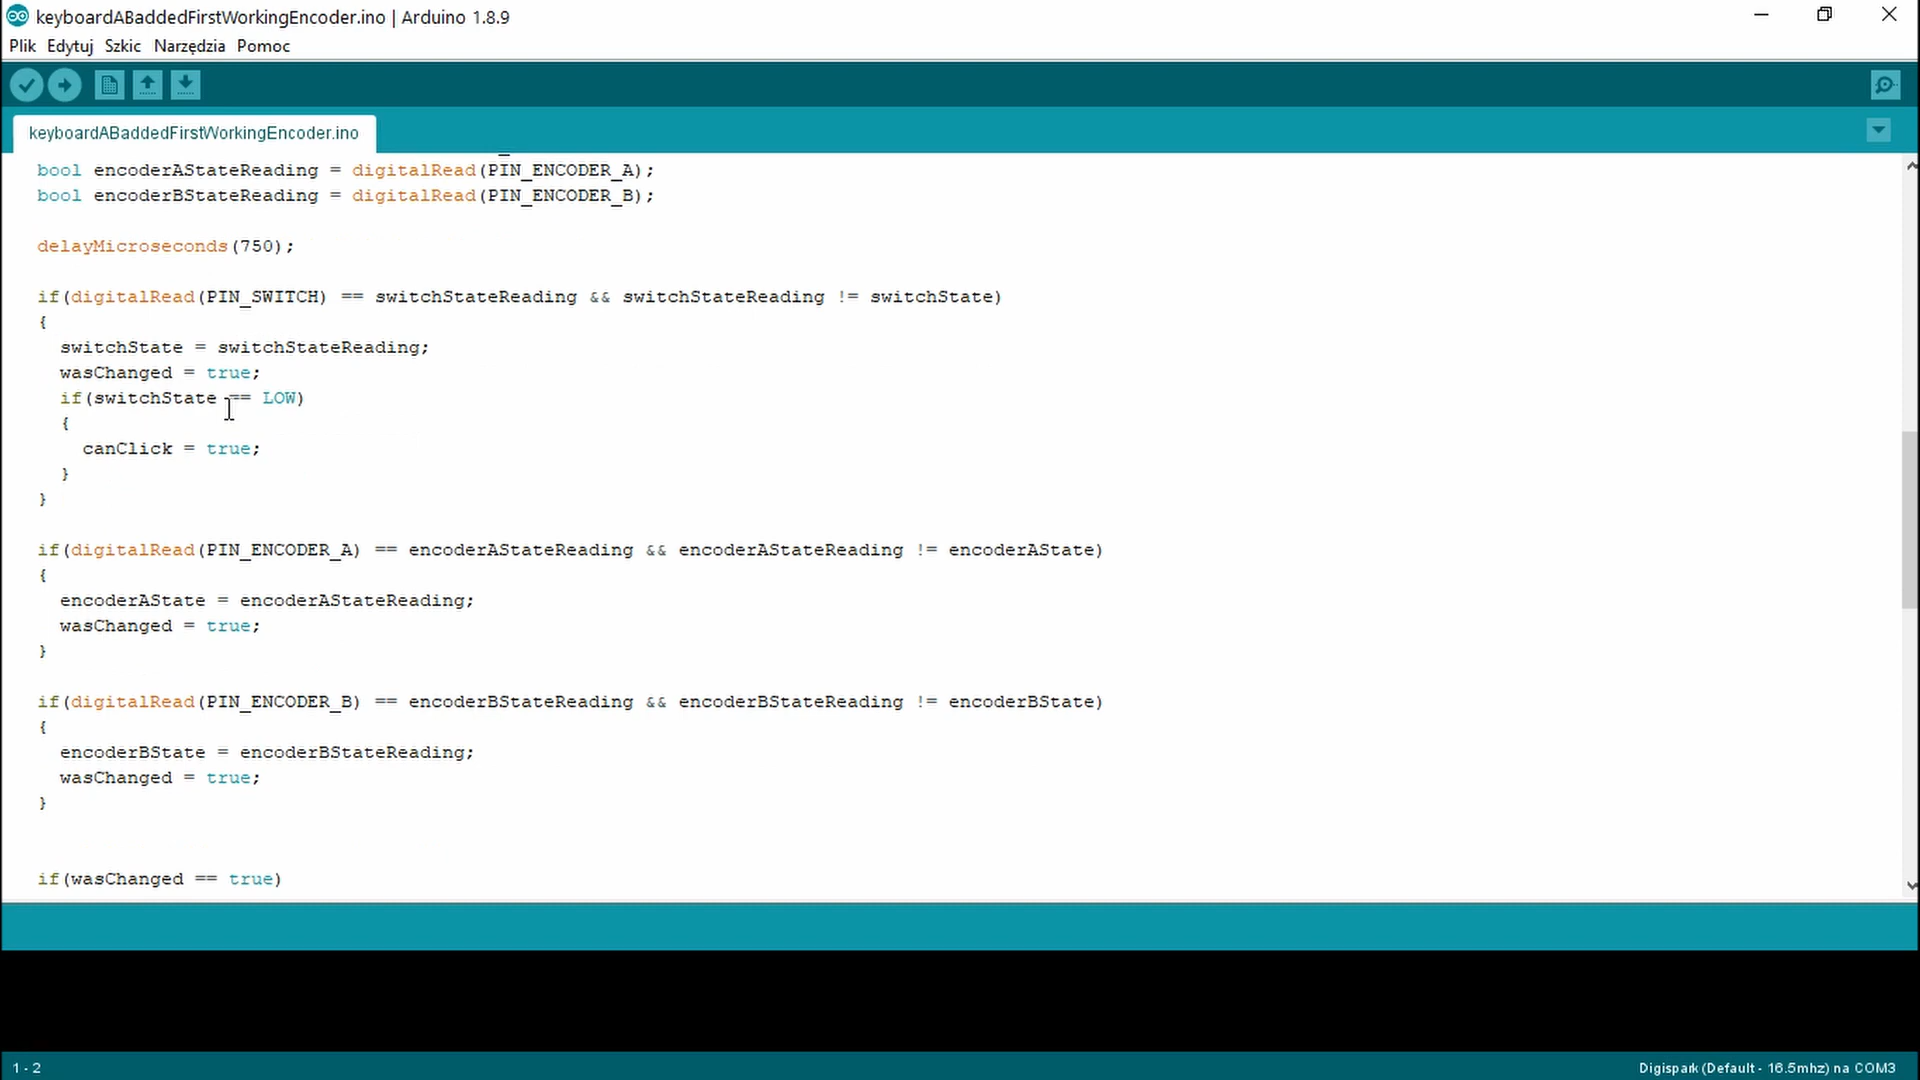 keyboardABaddedFirstWorkingEncoder.ino | Arduino 1.8.9
Plik Edytuj Szkic Narzędzia Pomoc
keyboardABaddedFirstWorkingEncoder.ino
bool encoderAStateReading = digitalRead(PIN_ENCODER_A);
bool encoderBStateReading = digitalRead(PIN_ENCODER_B);
delayMicroseconds(750);
if(digitalRead(PIN_SWITCH) == switchStateReading && switchStateReading != switchState)
{
switchState = switchStateReading;
wasChanged = true;
if(switchState == LOW)
{
canClick = true;
}
}
if(digitalRead(PIN_ENCODER_A) == encoderAStateReading && encoderAStateReading != encoderAState)
{
encoderAState = encoderAStateReading;
wasChanged = true;
}
if(digitalRead(PIN_ENCODER_B) == encoderBStateReading && encoderBStateReading != encoderBState)
{
encoderBState = encoderBStateReading;
wasChanged = true;
}
if(wasChanged == true)
1 - 2
Digispark (Default - 16.5mhz) na COM3